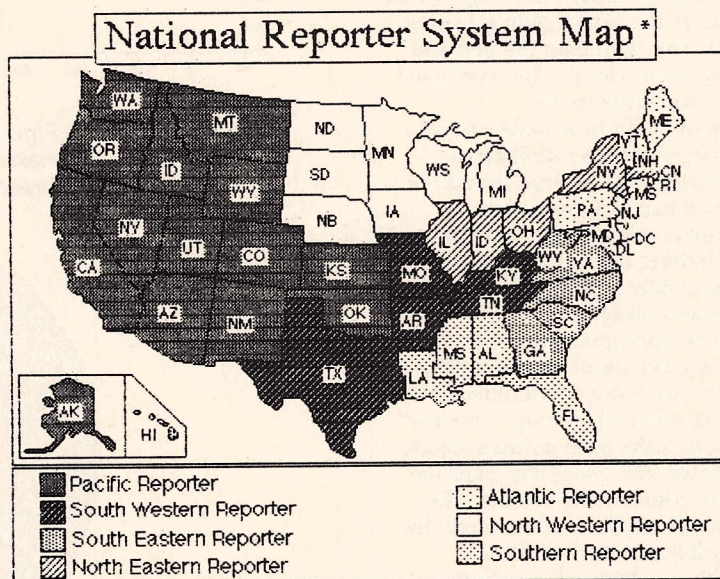 National Reporter System Map*
WA
MT
ND
MN
ME
OR
ID
SD
WS
VT
NH
WY
MI
NY
CN
RI
MS
NB
IA
PA
NJ
NV
UT
CO
IL
ID
OH
MD
DC
DL
CA
KS
MO
KY
WV
VA
AZ
NM
OK
AR
TN
NC
SC
TX
LA
MS
AL
GA
FL
AK
HI
Pacific Reporter
South Western Reporter
South Eastern Reporter
North Eastern Reporter
Atlantic Reporter
North Western Reporter
Southern Reporter